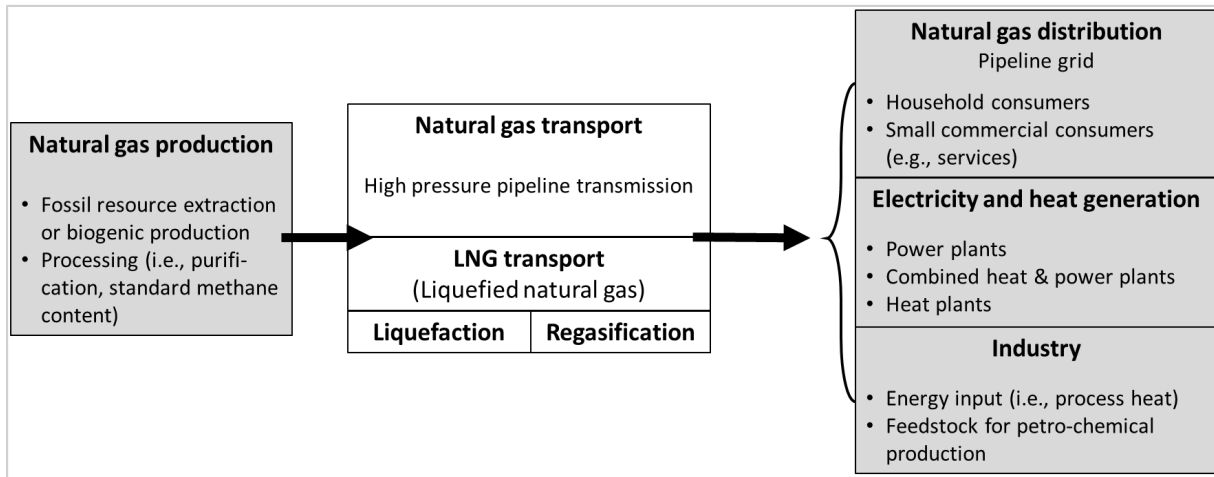 Natural gas production
• Fossil resource extraction
or biogenic production
• Processing (i.e., purifi-
cation, standard methane
content)
Natural gas transport
High pressure pipeline transmission
LNG transport
(Liquefied natural gas)
Liquefaction
Regasification
Natural gas distribution
Pipeline grid
• Household consumers
• Small commercial consumers
(e.g., services)
Electricity and heat generation
• Power plants
• Combined heat & power plants
• Heat plants
Industry
• Energy input (i.e., process heat)
• Feedstock for petro-chemical
production